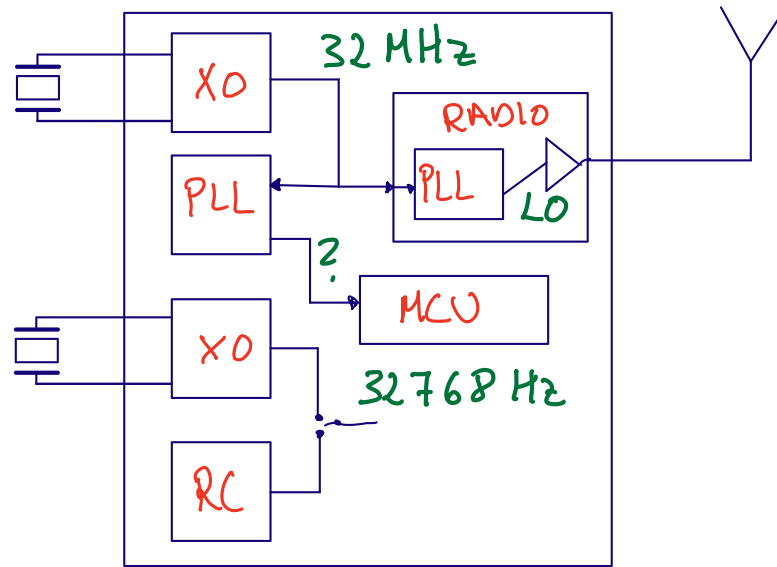 32 MHz
XO
RADIO
PLL
PLL
LO
?
MCU
XO
32768 Hz
RC